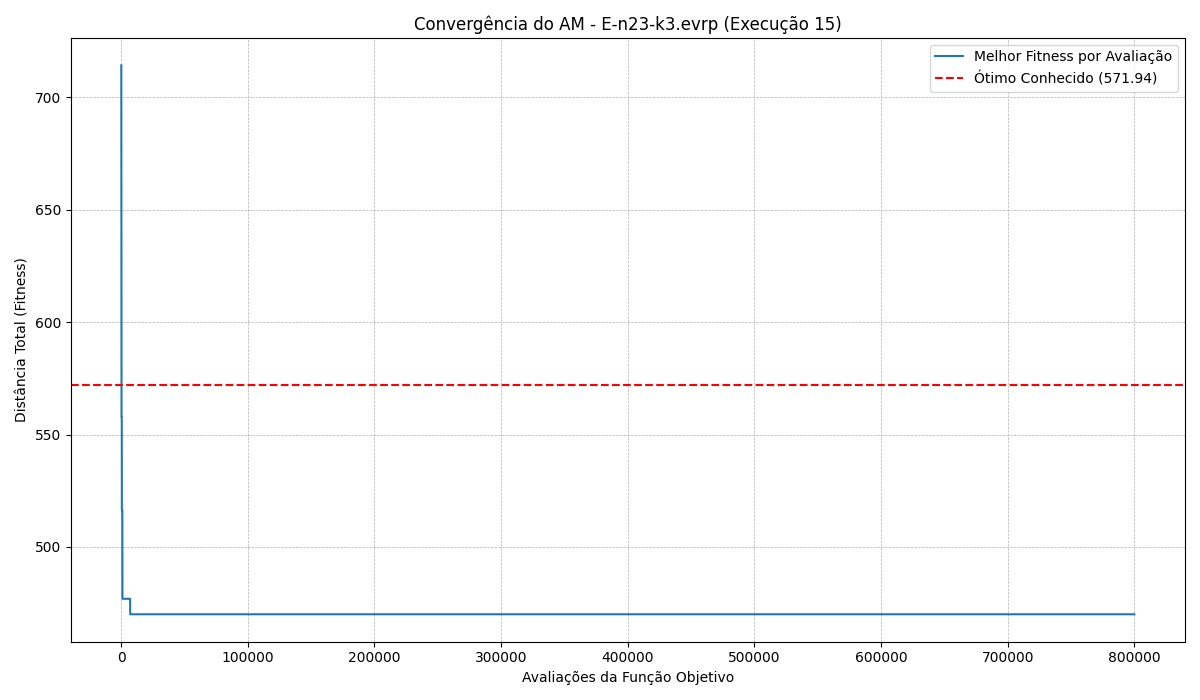 Convergência do AM - E-n23-k3.evrp (Execução 15)
Melhor Fitness por Avaliação
Ótimo Conhecido (571.94)
Distância Total (Fitness)
700
650
600
550
500
0 100000 200000 300000 400000 500000 600000 700000 800000
Avaliações da Função Objetivo